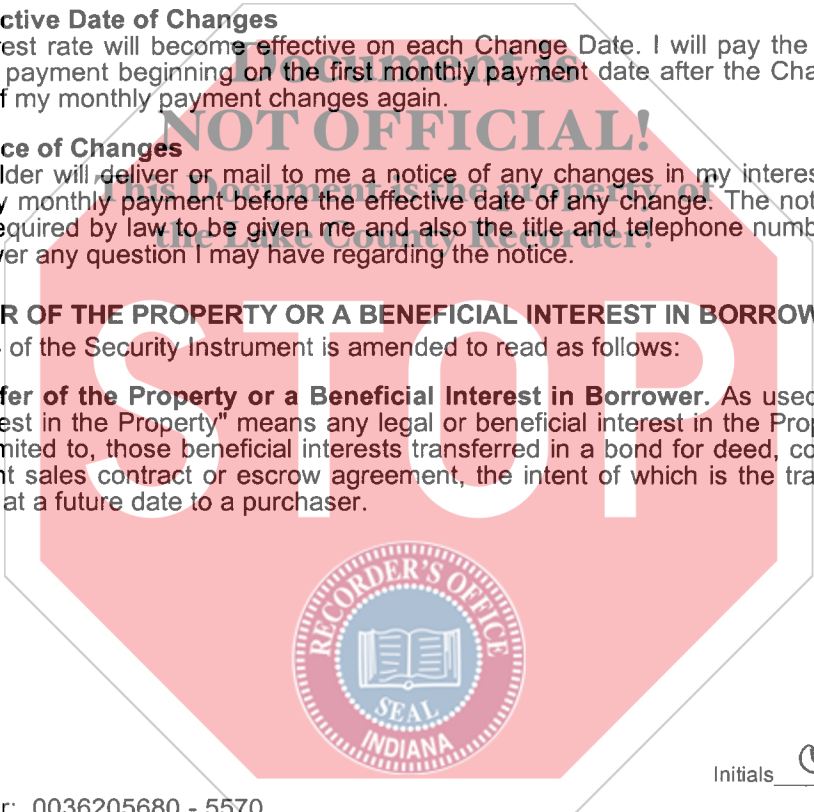 ctive Date of Changes
est rate will become effective on each Change Date. I will pay the
payment beginning on the first monthly payment date after the Cha
f my monthly payment changes again.
ce of Changes
lder will deliver or mail to me a notice of any changes in my interes
y monthly payment before the effective date of any change. The not
equired by law to be given me and also the title and telephone numb
er any question I may have regarding the notice.
Document is
NOT OFFICIAL!
This Document is the property of
the Lake County Recorder!
R OF THE PROPERTY OR A BENEFICIAL INTEREST IN BORROW
of the Security Instrument is amended to read as follows:
fer of the Property or a Beneficial Interest in Borrower. As used
est in the Property" means any legal or beneficial interest in the Prop
nited to, those beneficial interests transferred in a bond for deed, co
nt sales contract or escrow agreement, the intent of which is the tra
at a future date to a purchaser.
STOP
RECORDER'S OFFICE
SEAL
INDIANA
Initials
r: 0036205680 - 5570